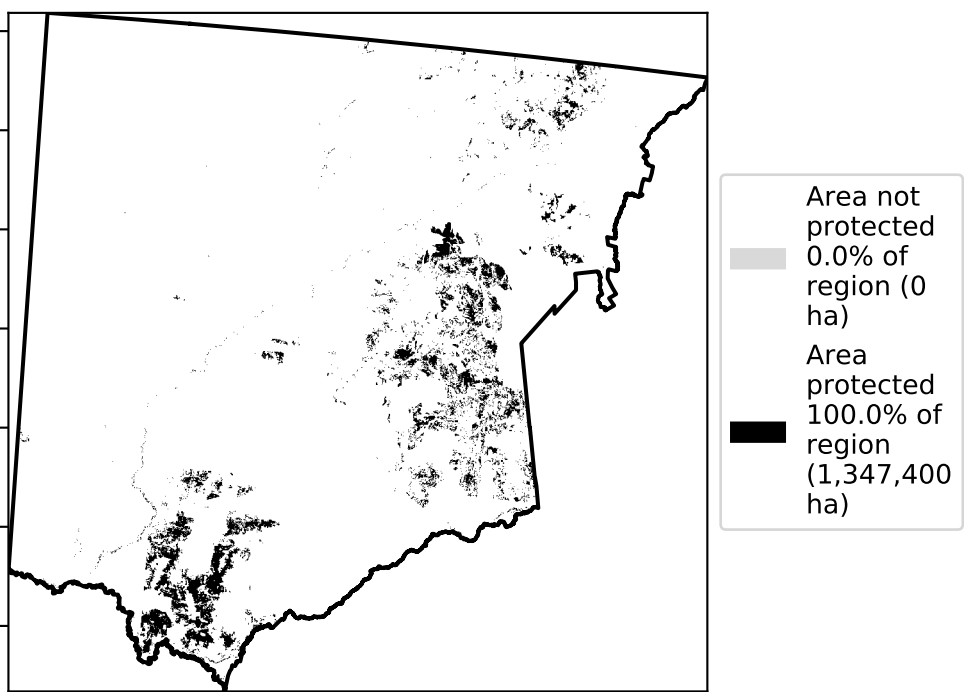 Area not
protected
0.0% of
region (0
ha)
Area
protected
100.0% of
region
(1,347,400
ha)